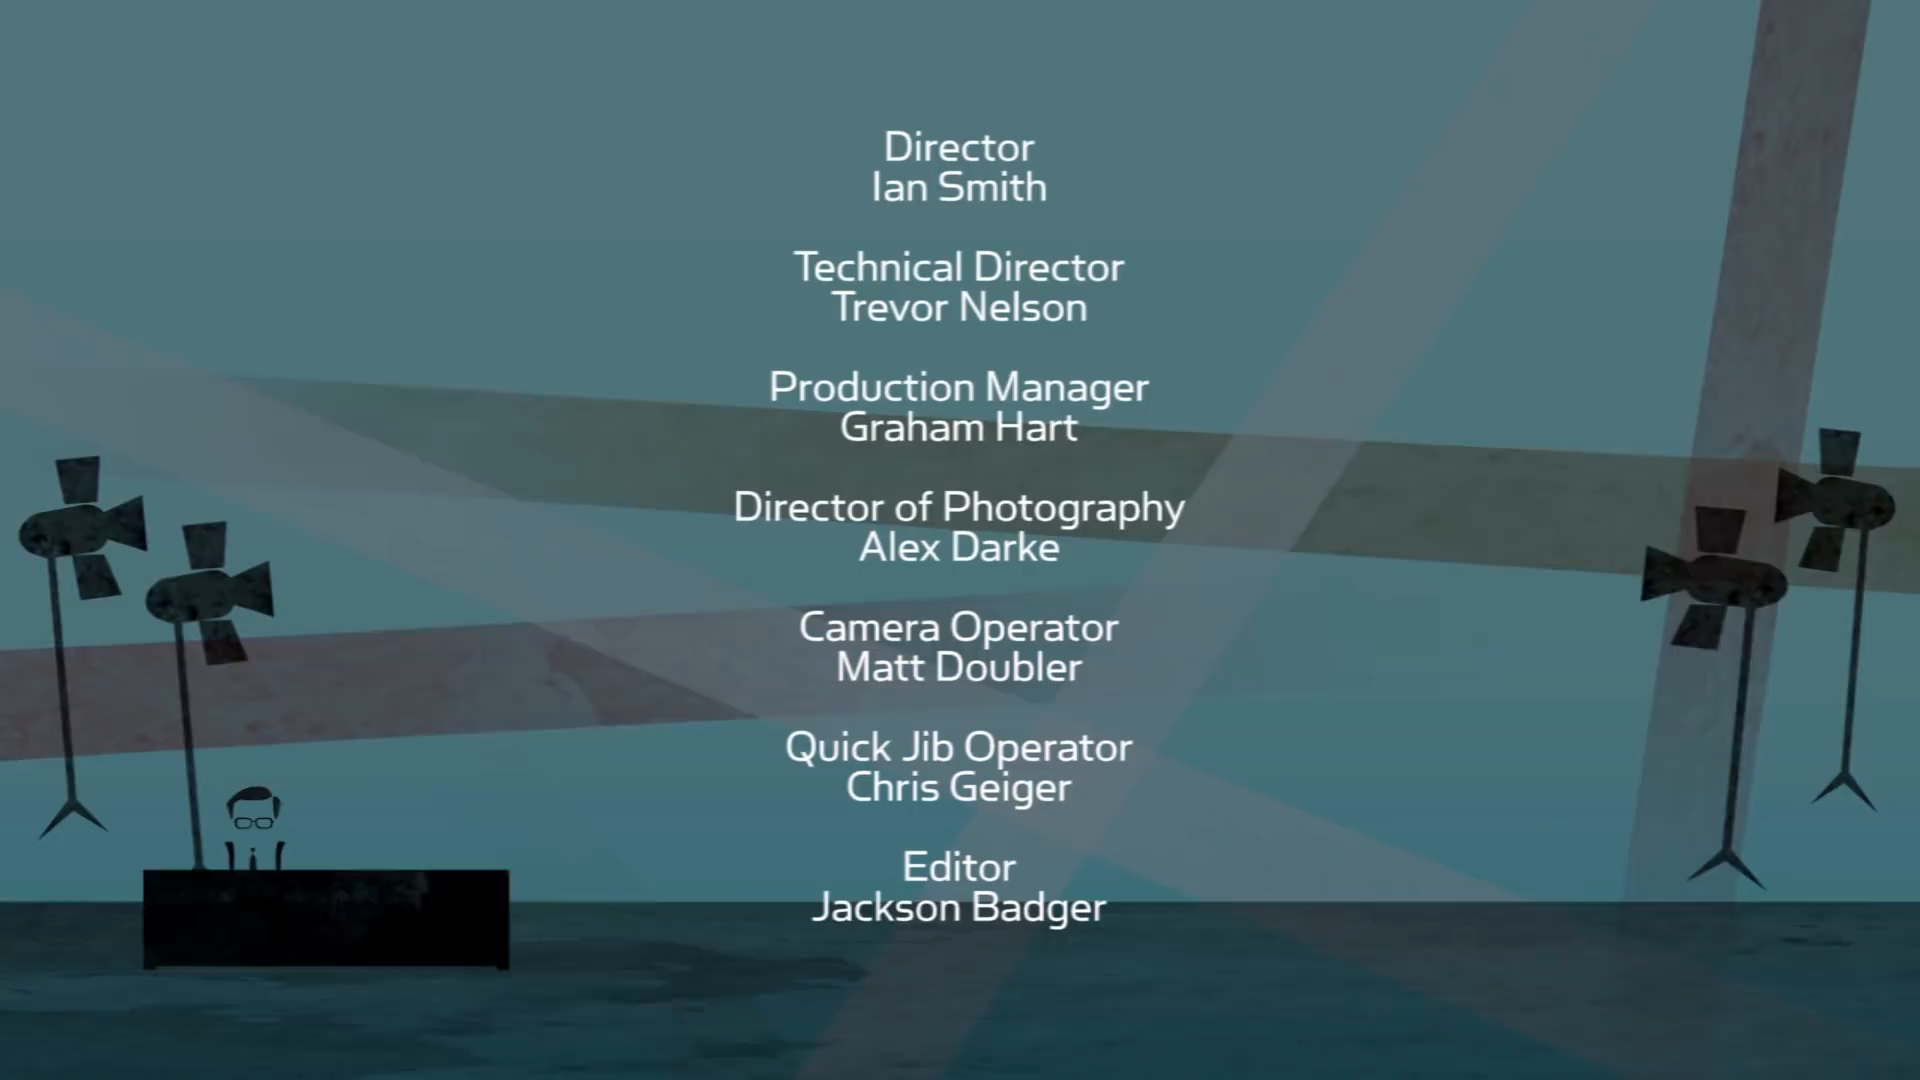 Director
Ian Smith
Technical Director
Trevor Nelson
Production Manager
Graham Hart
Director of Photography
Alex Darke
Camera Operator
Matt Doubler
Quick Jib Operator
Chris Geiger
Editor
Jackson Badger